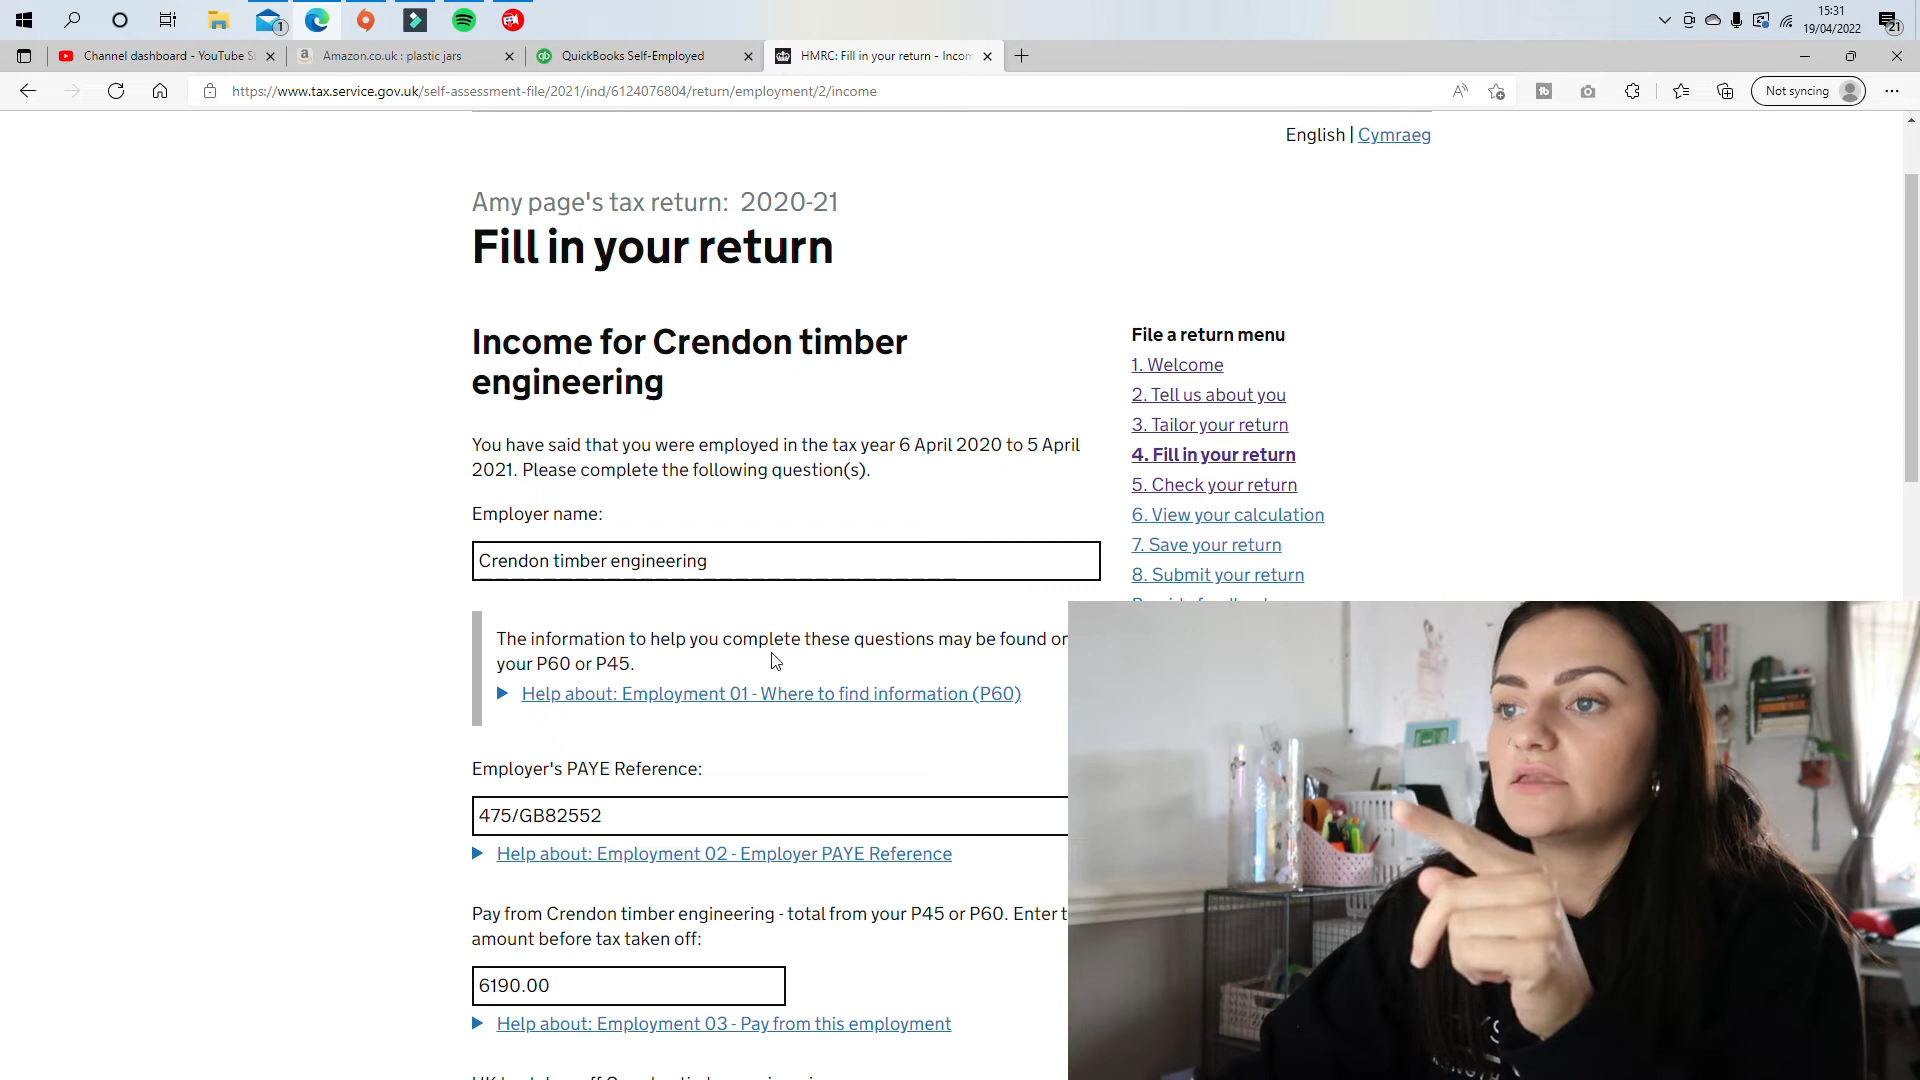 15:31
19/04/2022
1
21
Channel dashboard - YouTube S
Amazon.co.uk : plastic jars
QuickBooks Self-Employed
HMRC: Fill in your return - Incom
https://www.tax.service.gov.uk/self-assessment-file/2021/ind/6124076804/return/employment/2/income
Not syncing
English | Cymraeg
Amy page's tax return: 2020-21
Fill in your return
Income for Crendon timber
engineering
You have said that you were employed in the tax year 6 April 2020 to 5 April
2021. Please complete the following question(s).
Employer name:
Crendon timber engineering
The information to help you complete these questions may be found on
your P60 or P45.
Help about: Employment 01 - Where to find information (P60)
Employer's PAYE Reference:
475/GB82552
Help about: Employment 02 - Employer PAYE Reference
Pay from Crendon timber engineering - total from your P45 or P60. Enter t
amount before tax taken off:
6190.00
Help about: Employment 03 - Pay from this employment
File a return menu
1. Welcome
2. Tell us about you
3. Tailor your return
4. Fill in your return
5. Check your return
6. View your calculation
7. Save your return
8. Submit your return